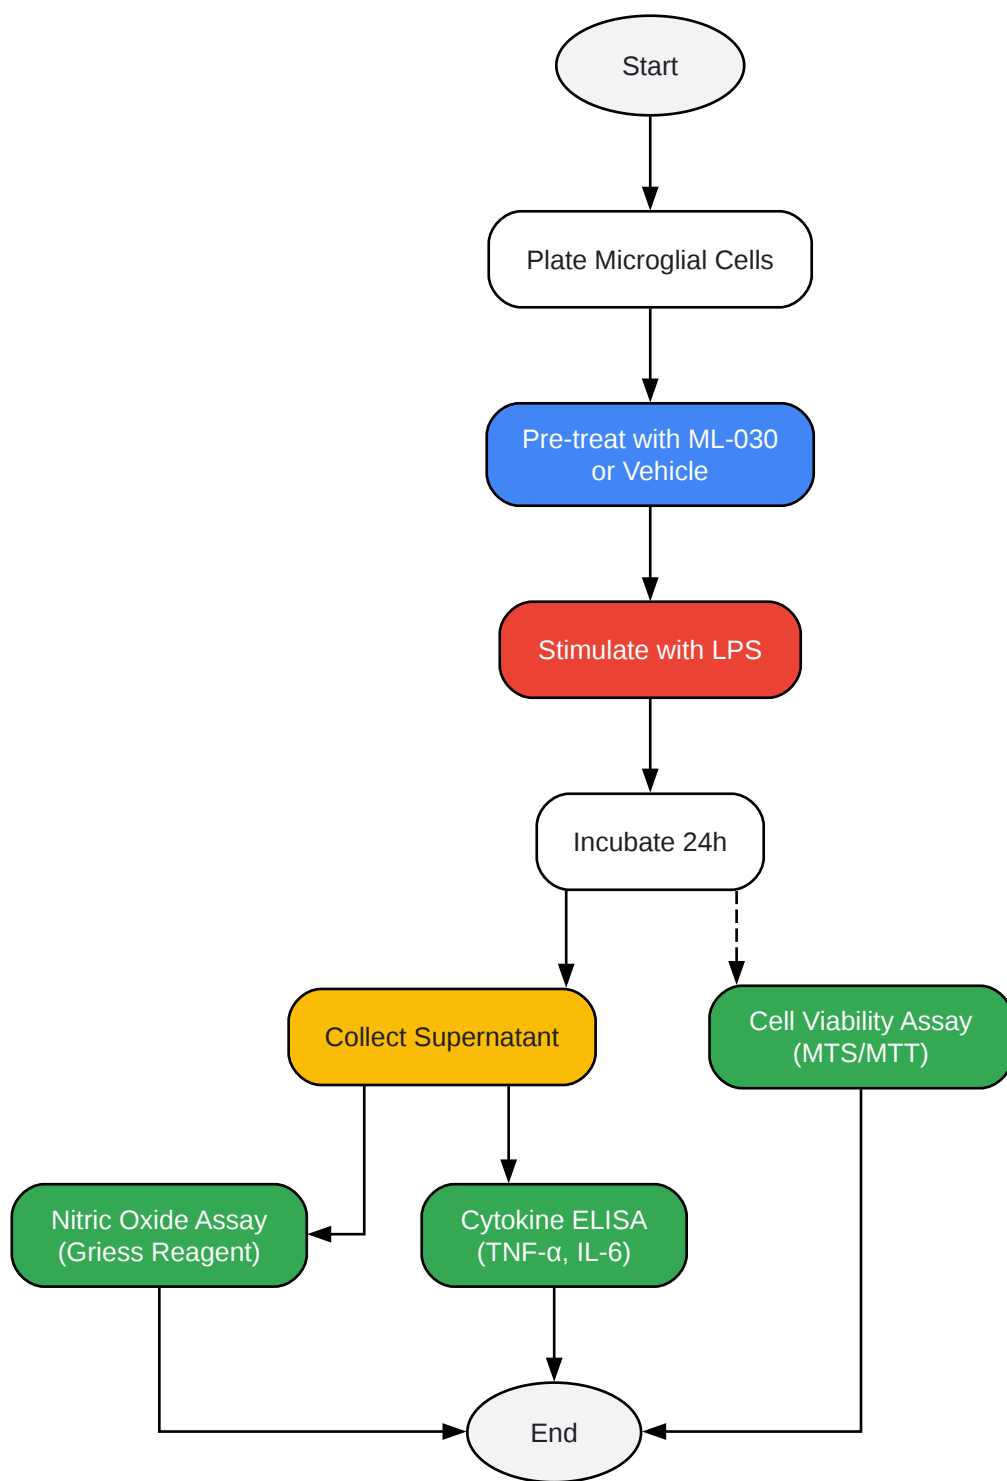 Start
Plate Microglial Cells
Pre-treat with ML-030
or Vehicle
Stimulate with LPS
Incubate 24h
Collect Supernatant
Cell Viability Assay
(MTS/MTT)
Nitric Oxide Assay
(Griess Reagent)
Cytokine ELISA
(TNF-α, IL-6)
End